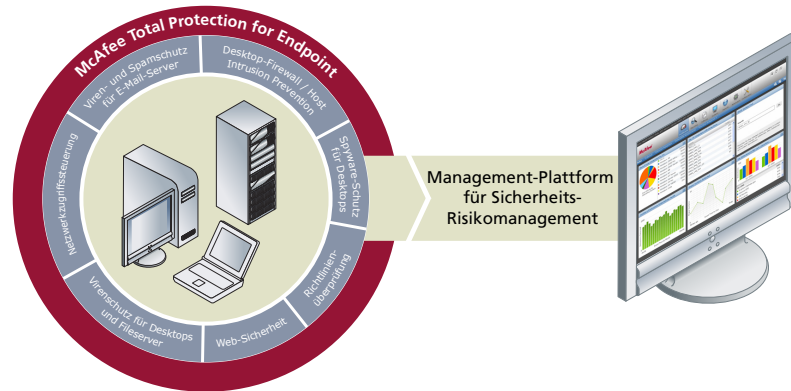 McAfee Total Protection for Endpoint
Viren- und Spamschutz
für E-Mail-Server
Desktop-Firewall / Host
Intrusion Prevention
Spyware-Schutz
für Desktops
Richtlinien-
überprüfung
Web-Sicherheit
Virenschutz für Desktops
und Fileserver
Netzwerkzugriffssteuerung
Management-Plattform
für Sicherheits-
Risikomanagement
McAfee